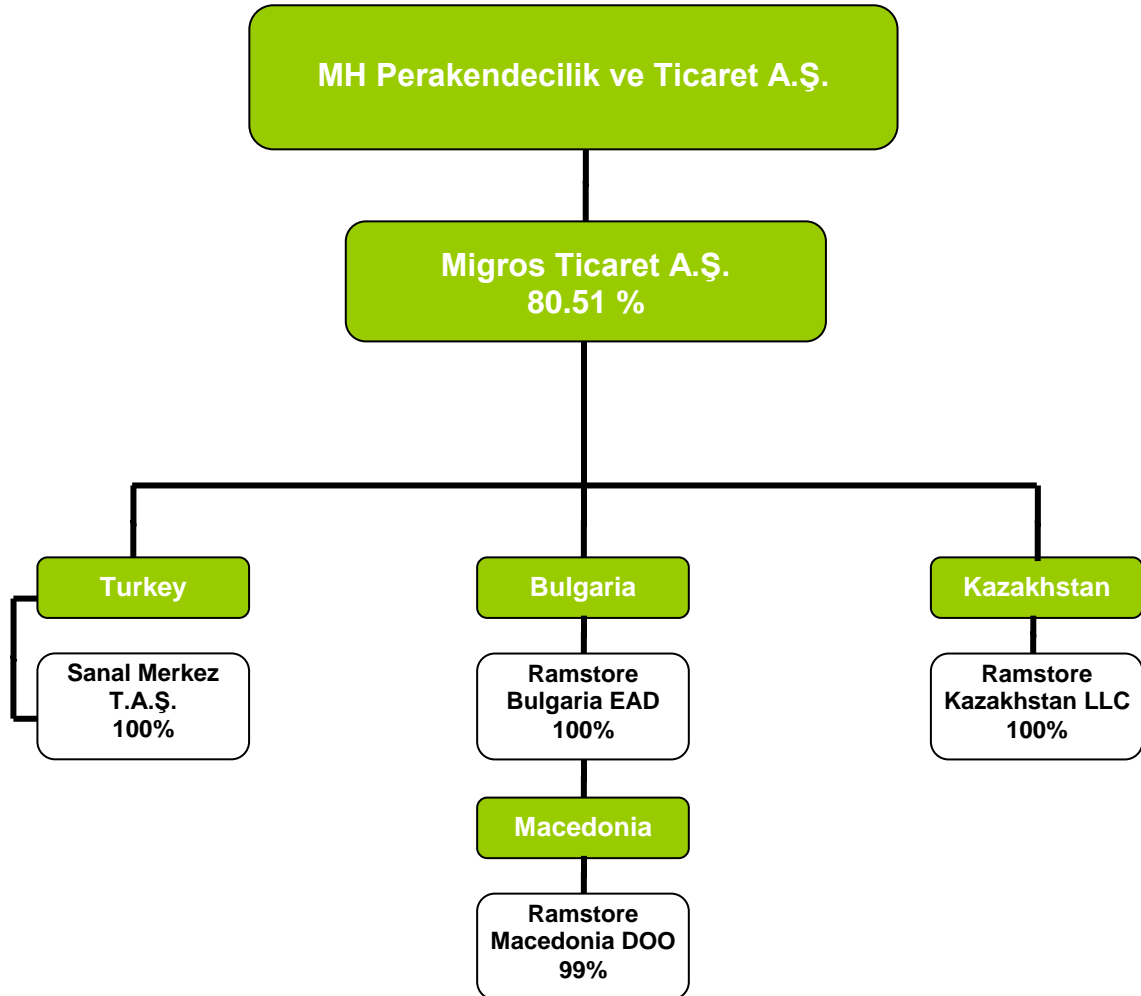 MH Perakendecilik ve Ticaret A.Ş.
Migros Ticaret A.Ş.
80.51 %
Turkey
Sanal Merkez
T.A.Ş.
100%
Bulgaria
Ramstore
Bulgaria EAD
100%
Macedonia
Ramstore
Macedonia DOO
99%
Kazakhstan
Ramstore
Kazakhstan LLC
100%